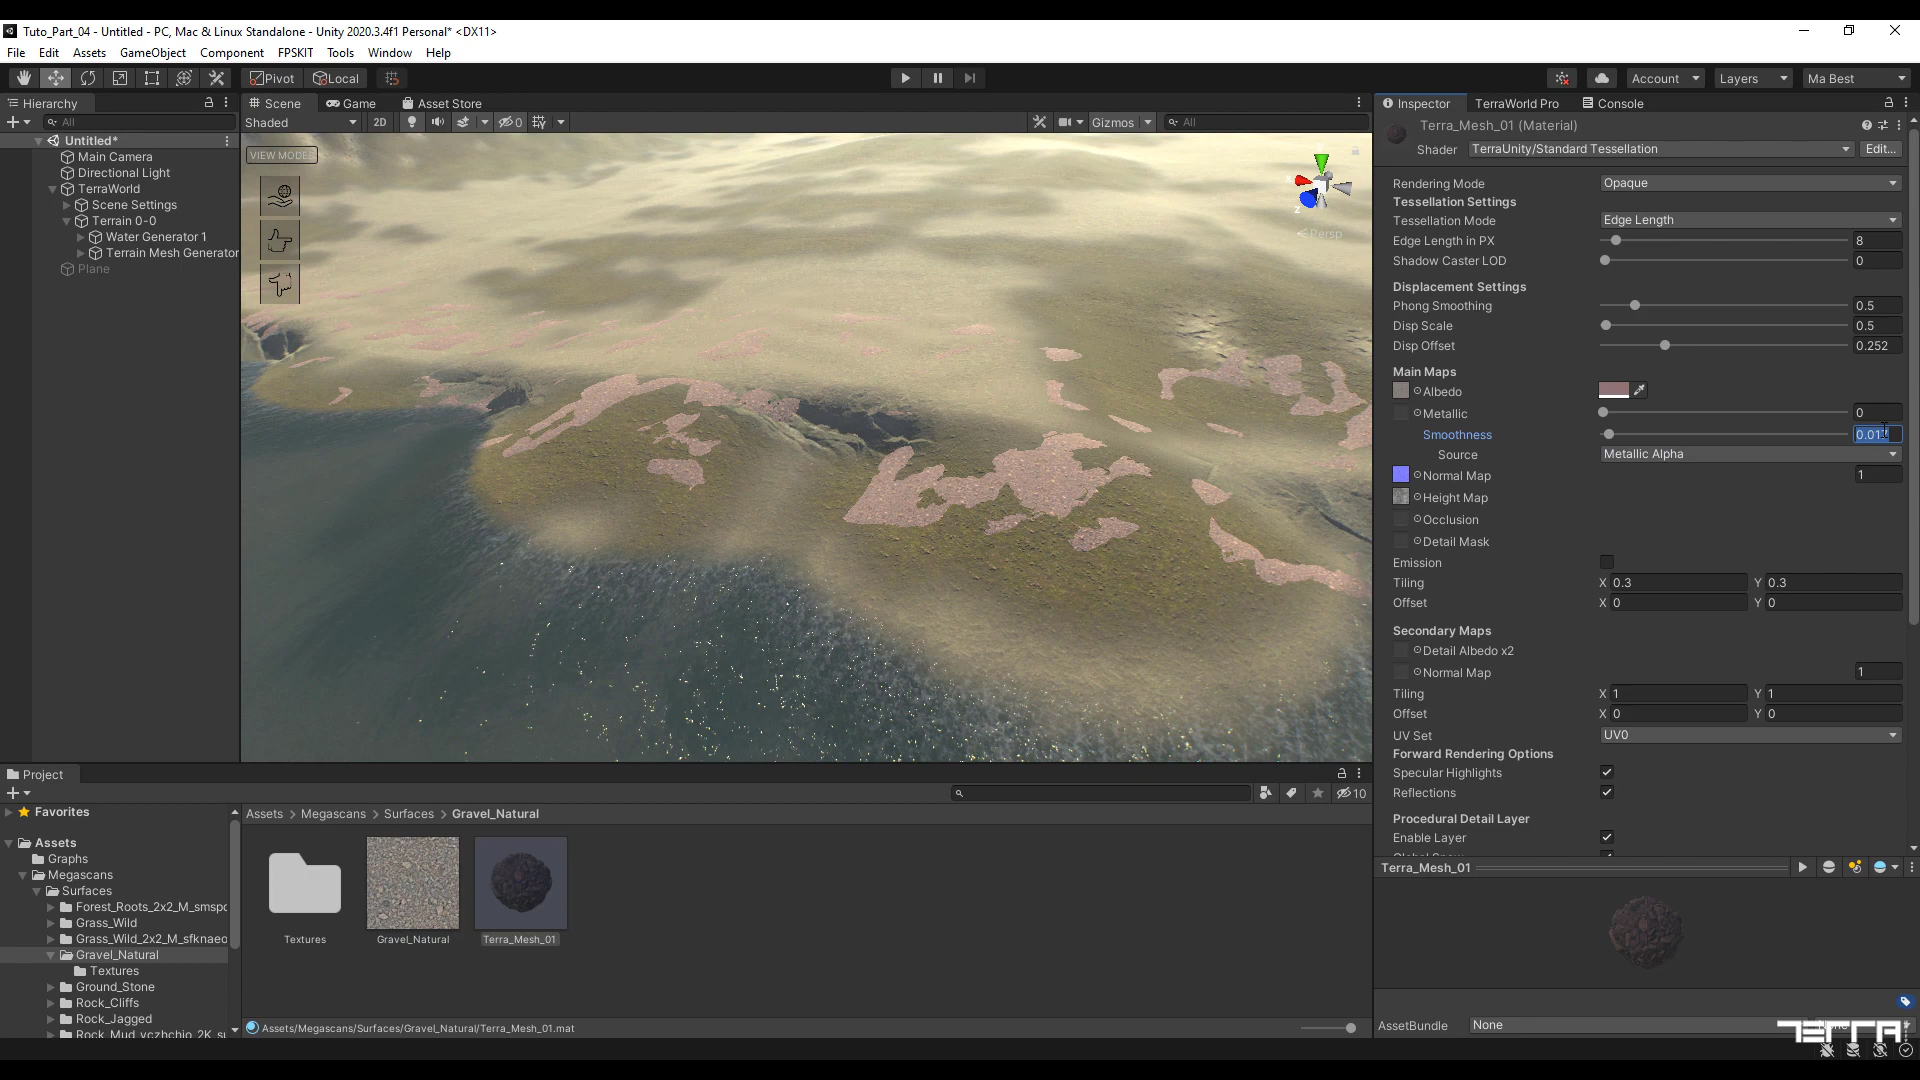 Tuto_Part_04 - Untitled - PC, Mac & Linux Standalone - Unity 2020.3.4f1 Personal* <DX11>
File Edit Assets GameObject Component FPSKIT Tools Window Help
Pivot Local Account Layers Ma Best
Hierarchy
All
Untitled*
Main Camera
Directional Light
TerraWorld
Scene Settings
Terrain 0-0
Water Generator 1
Terrain Mesh Generator
Plane
Scene Game Asset Store
Shaded 2D 0 Gizmos All
VIEW MODES
Persp
Inspector TerraWorld Pro Console
Terra_Mesh_01 (Material)
Shader TerraUnity/Standard Tessellation Edit...
Rendering Mode Opaque
Tessellation Settings
Tessellation Mode Edge Length
Edge Length in PX 8
Shadow Caster LOD 0
Displacement Settings
Phong Smoothing 0.5
Disp Scale 0.5
Disp Offset 0.252
Main Maps
Albedo
Metallic 0
Smoothness
Source Metallic Alpha
Normal Map 1
Height Map
Occlusion
Detail Mask
Emission
Tiling X 0.3 Y 0.3
Offset X 0 Y 0
Secondary Maps
Detail Albedo x2
Normal Map 1
Tiling X 1 Y 1
Offset X 0 Y 0
UV Set UV0
Forward Rendering Options
Specular Highlights
Reflections
Procedural Detail Layer
Enable Layer
Terra_Mesh_01
AssetBundle None
TERRA
Project
10
Favorites
Assets
Graphs
Megascans
Surfaces
Forest_Roots_2x2_M_smspc
Grass_Wild
Grass_Wild_2x2_M_sfknaec
Gravel_Natural
Textures
Ground_Stone
Rock_Cliffs
Rock_Jagged
Assets > Megascans > Surfaces > Gravel_Natural
Textures
Gravel_Natural
Terra_Mesh_01
Assets/Megascans/Surfaces/Gravel_Natural/Terra_Mesh_01.mat